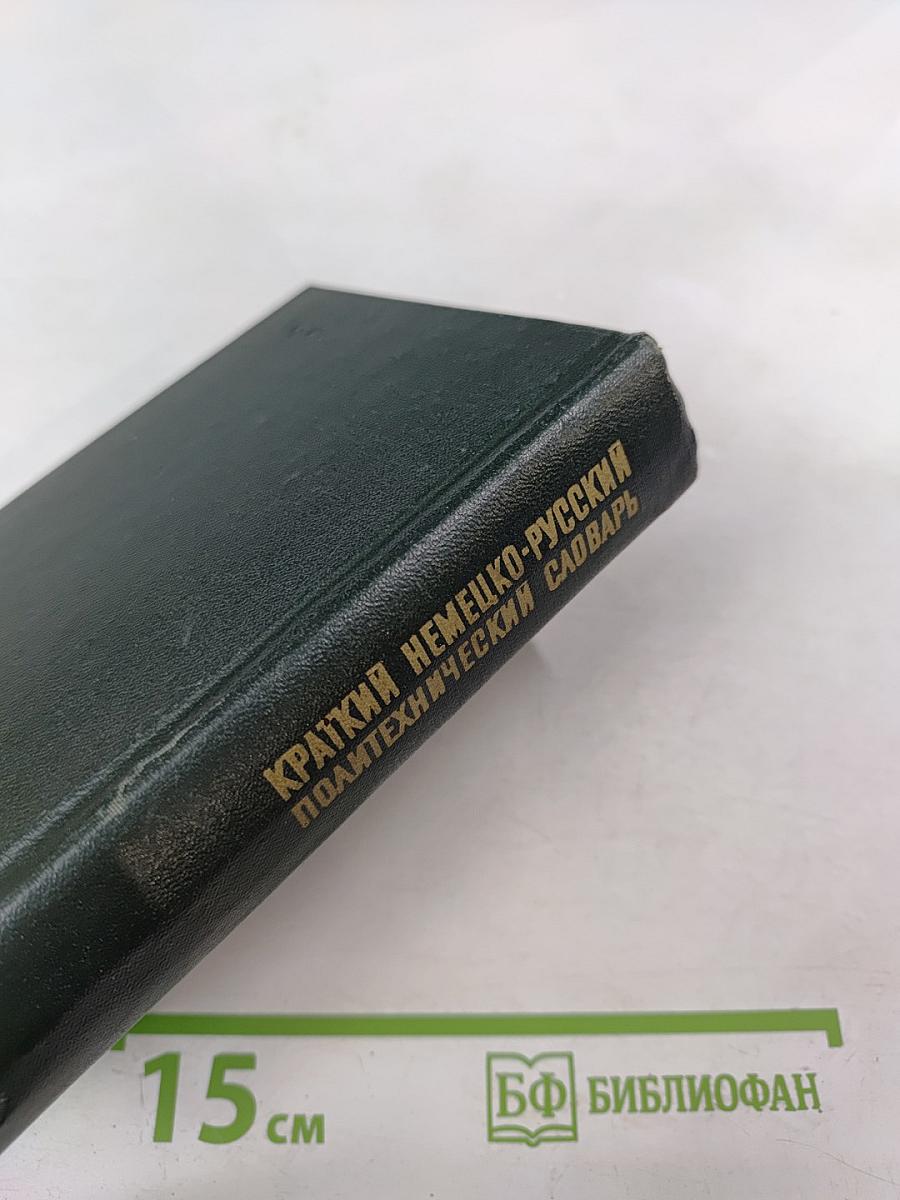 КРАТКИЙ НЕМЕЦКО-РУССКИЙ
ПОЛИТЕХНИЧЕСКИЙ СЛОВАРЬ
15 см
БФ БИБЛИОФАН